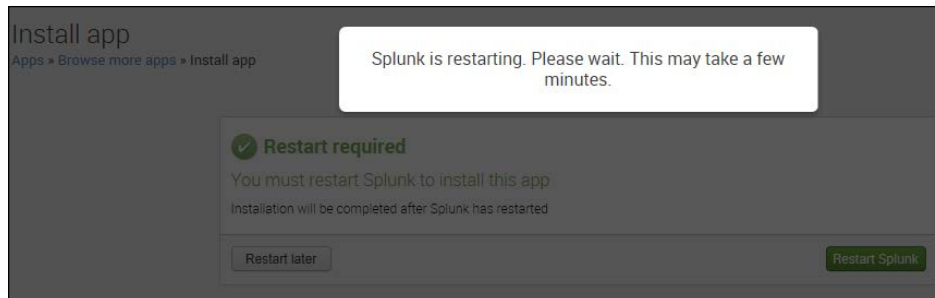 Install app
Apps » Browse more apps » Install app
Splunk is restarting. Please wait. This may take a few
minutes.
Restart required
You must restart Splunk to install this app
Installation will be completed after Splunk has restarted
Restart later
Restart Splunk